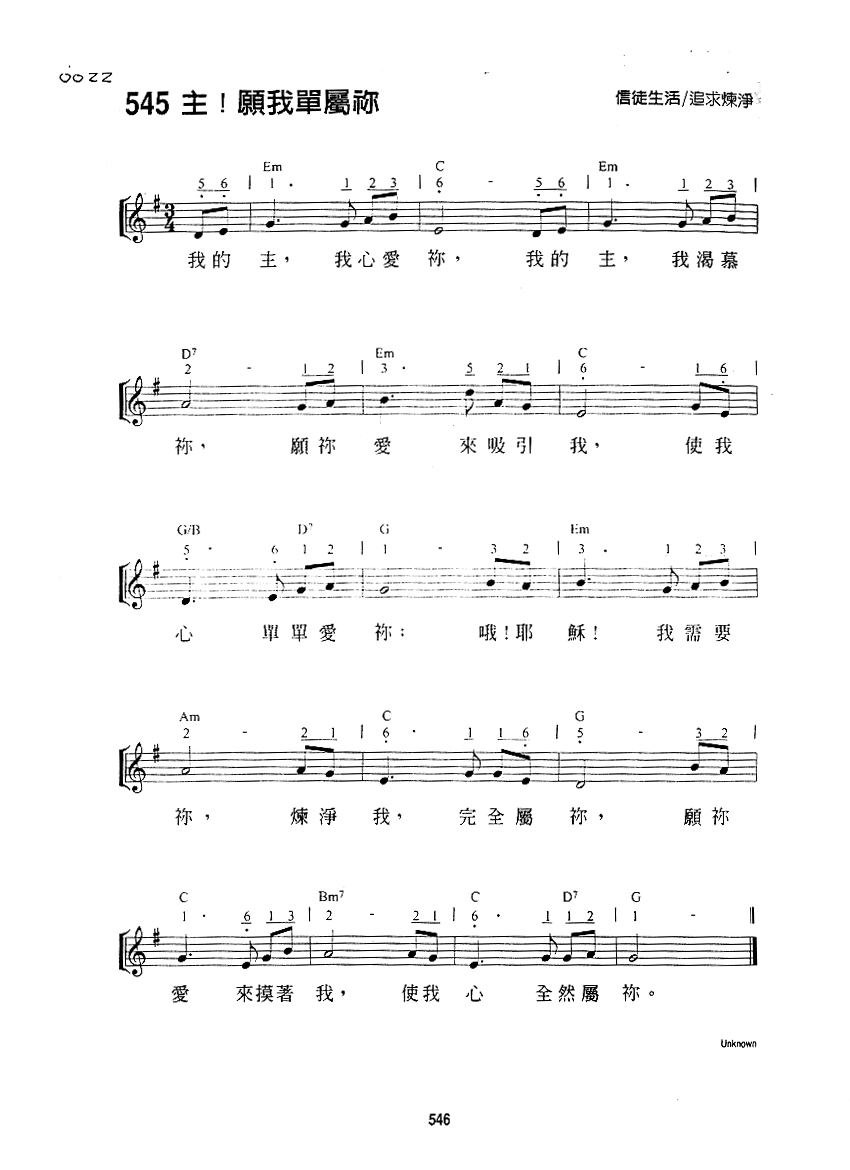 0022
545 主！願我單屬祢
信徒生活/追求煉淨
Em C Em
5 6 | 1 · 1 2 3 | 6 - 5 6 | 1 · 1 2 3 |
3/4
我的 主， 我心愛 祢， 我的 主， 我渴慕
D7 Em C
2 - 1 2 | 3 · 5 2 1 | 6 - 1 6 |
祢， 願祢 愛 來吸引 我， 使我
G/B D7 G Em
5 · 6 1 2 | 1 - 3 2 | 3 · 1 2 3 |
心 單單愛 祢： 哦！耶 穌！ 我需要
Am C G
2 - 2 1 | 6 · 1 1 6 | 5 - 3 2 |
祢， 煉淨 我， 完全屬 祢， 願祢
C Bm7 C D7 G
1 · 6 1 3 | 2 - 2 1 | 6 · 1 1 2 | 1 - ‖
愛 來摸著 我， 使我 心 全然屬 祢。
Unknown
546